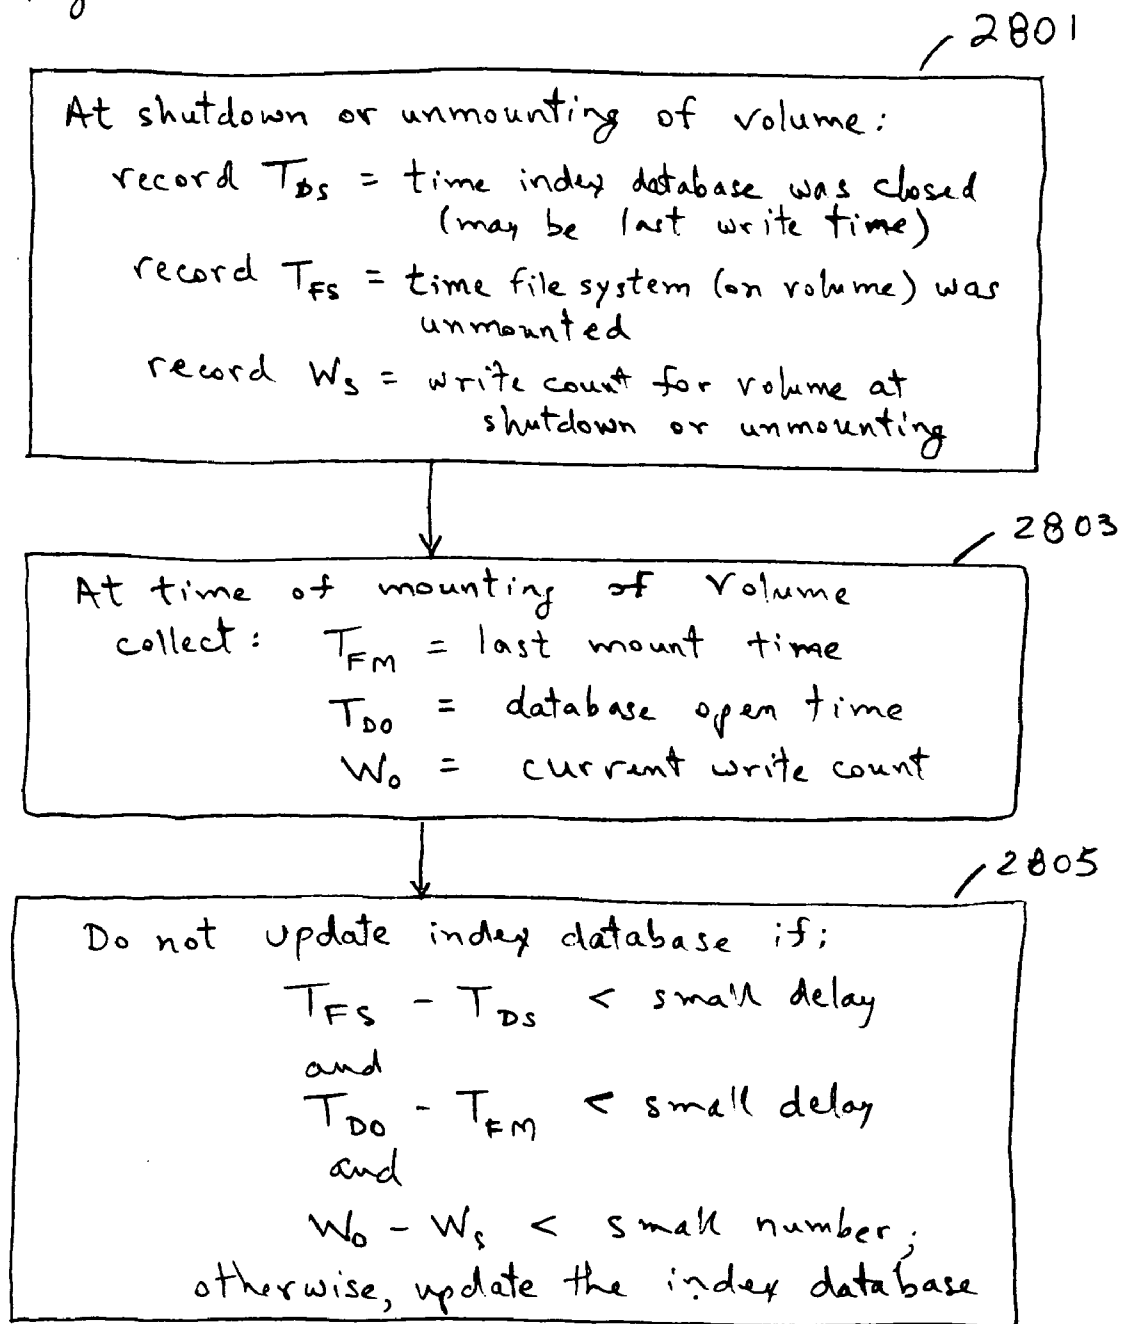 2801
At shutdown or unmounting of volume:
record T_DS = time index database was closed
(may be last write time)
record T_FS = time file system (on volume) was
unmounted
record W_S = write count for volume at
shutdown or unmounting
2803
At time of mounting of Volume
collect: T_FM = last mount time
T_DO = database open time
W_o = current write count
2805
Do not update index database if;
T_FS - T_DS < small delay
and
T_DO - T_FM < small delay
and
W_o - W_s < small number;
otherwise, update the index database